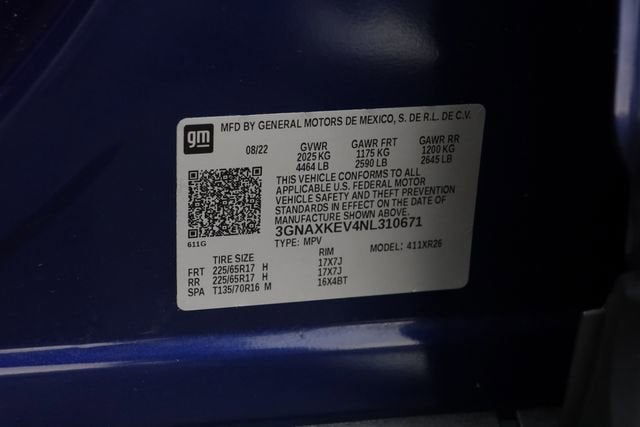 gm MFD BY GENERAL MOTORS DE MEXICO, S. DE R.L. DE C.V.
08/22 GVWR GAWR FRT GAWR RR
2025 KG 1175 KG 1200 KG
4464 LB 2590 LB 2645 LB
THIS VEHICLE CONFORMS TO ALL
APPLICABLE U.S. FEDERAL MOTOR
VEHICLE SAFETY AND THEFT PREVENTION
STANDARDS IN EFFECT ON THE DATE OF
MANUFACTURE SHOWN ABOVE.
3GNAXKEV4NL310671
611G TYPE: MPV MODEL: 411XR26
TIRE SIZE RIM
FRT 225/65R17 H 17X7J
RR 225/65R17 H 17X7J
SPA T135/70R16 M 16X4BT